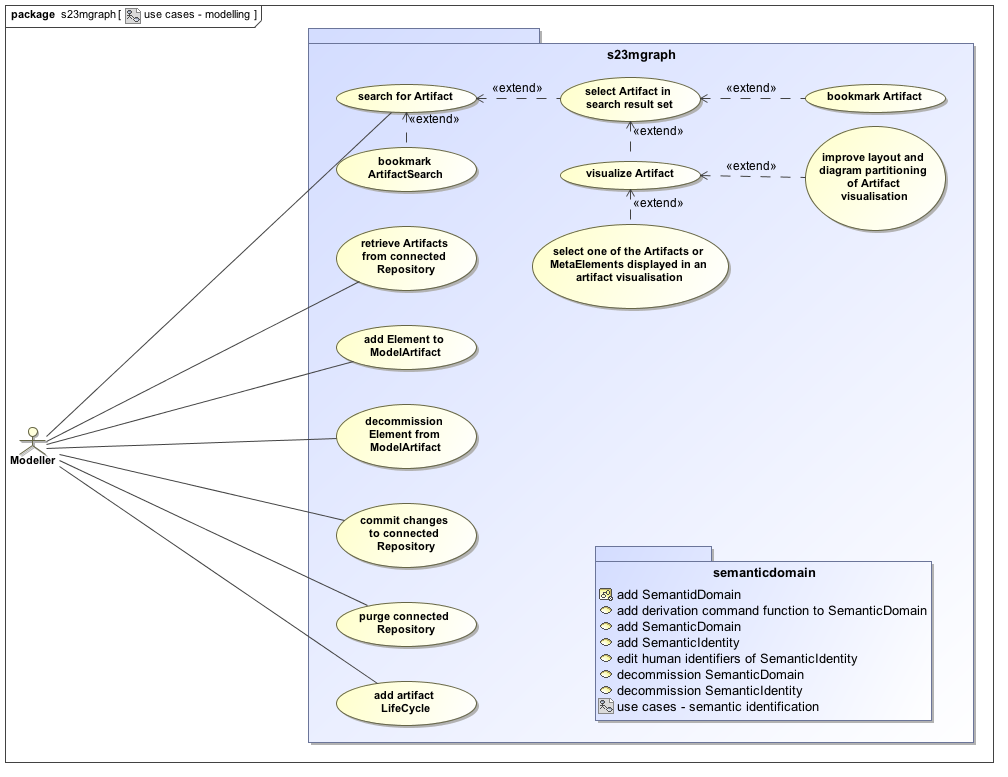 package s23mgraph [ use cases - modelling ]
s23mgraph
search for Artifact
«extend»
select Artifact in
search result set
«extend»
bookmark Artifact
«extend»
bookmark
ArtifactSearch
«extend»
visualize Artifact
«extend»
improve layout and
diagram partitioning
of Artifact
visualisation
«extend»
select one of the Artifacts or
MetaElements displayed in an
artifact visualisation
retrieve Artifacts
from connected
Repository
add Element to
ModelArtifact
decommission
Element from
ModelArtifact
Modeller
commit changes
to connected
Repository
purge connected
Repository
add artifact
LifeCycle
semanticdomain
add SemantidDomain
add derivation command function to SemanticDomain
add SemanticDomain
add SemanticIdentity
edit human identifiers of SemanticIdentity
decommission SemanticDomain
decommission SemanticIdentity
use cases - semantic identification